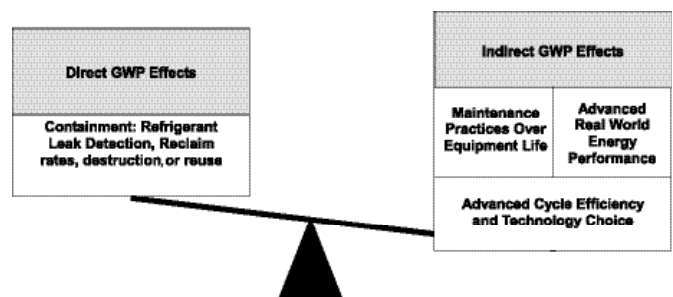 Direct GWP Effects
Containment: Refrigerant
Leak Detection, Reclaim
rates, destruction, or reuse
Indirect GWP Effects
Maintenance
Practices Over
Equipment Life
Advanced
Real World
Energy
Performance
Advanced Cycle Efficiency
and Technology Choice